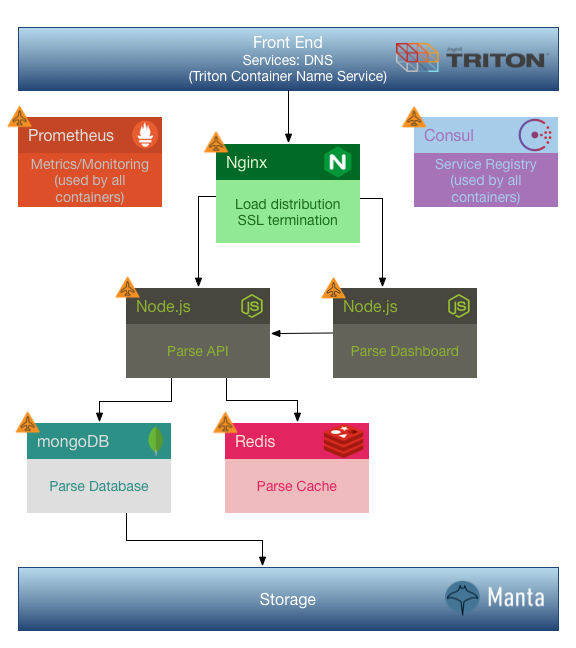 Front End
Services: DNS
(Triton Container Name Service)
Joyent
TRITON
Prometheus
Metrics/Monitoring
(used by all
containers)
Nginx
Load distribution
SSL termination
Consul
Service Registry
(used by all
containers)
Node.js
JS
Parse API
Node.js
JS
Parse Dashboard
mongoDB
Parse Database
Redis
Parse Cache
Storage
Manta